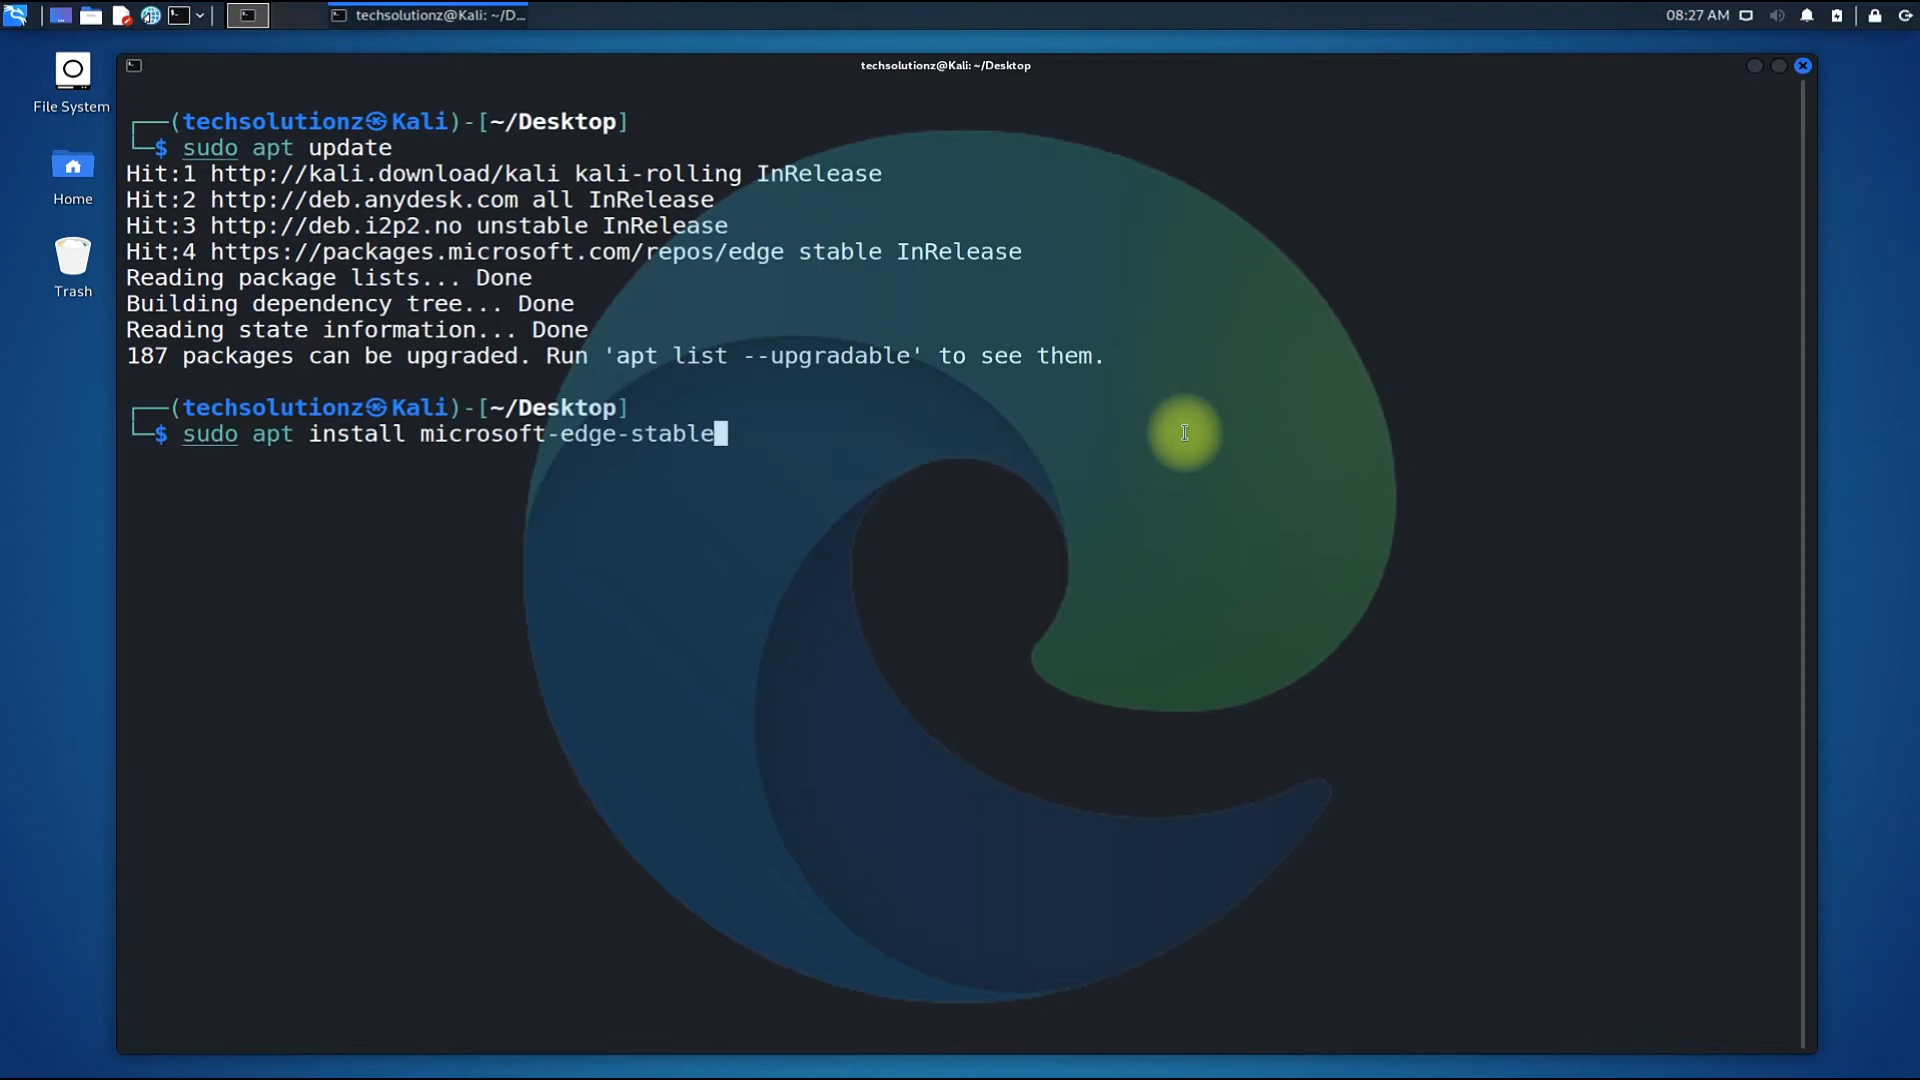 techsolutionz@Kali: ~/D...
08:27 AM
techsolutionz@Kali: ~/Desktop
File System
Home
Trash
┌──(techsolutionz㉿Kali)-[~/Desktop]
└─$ sudo apt update
Hit:1 http://kali.download/kali kali-rolling InRelease
Hit:2 http://deb.anydesk.com all InRelease
Hit:3 http://deb.i2p2.no unstable InRelease
Hit:4 https://packages.microsoft.com/repos/edge stable InRelease
Reading package lists... Done
Building dependency tree... Done
Reading state information... Done
187 packages can be upgraded. Run 'apt list --upgradable' to see them.
┌──(techsolutionz㉿Kali)-[~/Desktop]
└─$ sudo apt install microsoft-edge-stable